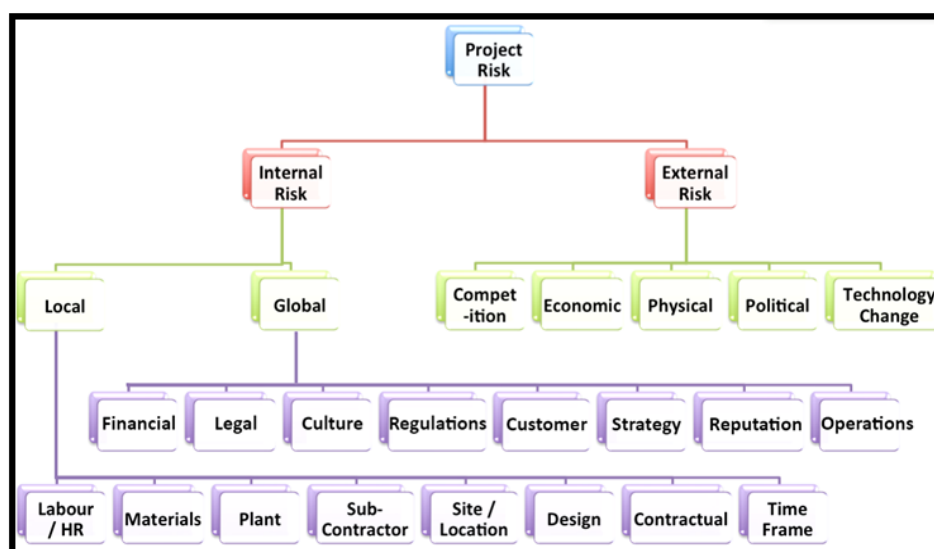 Project
Risk
Internal
Risk
External
Risk
Local
Global
Compet
-ition
Economic
Physical
Political
Technology
Change
Financial
Legal
Culture
Regulations
Customer
Strategy
Reputation
Operations
Labour
/ HR
Materials
Plant
Sub-
Contractor
Site /
Location
Design
Contractual
Time
Frame